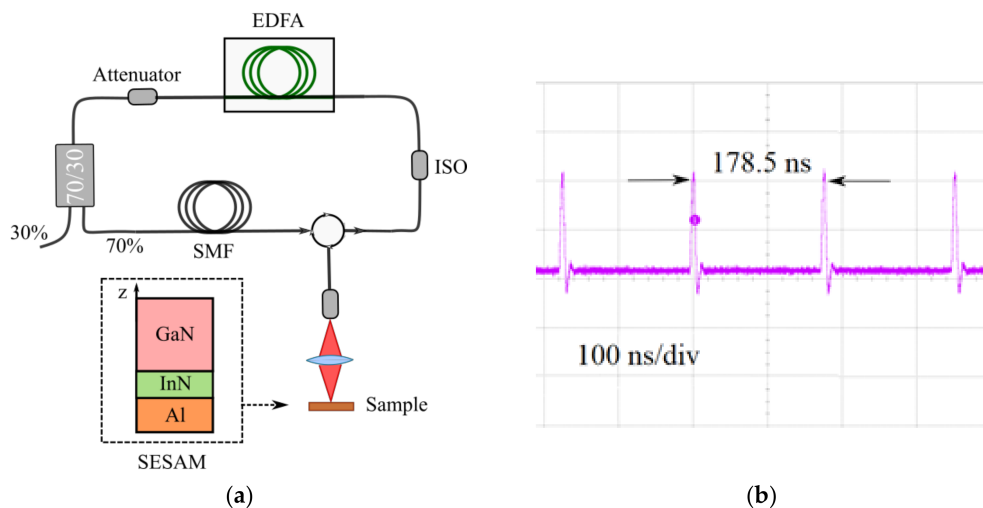 EDFA
Attenuator
70/30
ISO
30%
70%
SMF
z
GaN
InN
Al
Sample
SESAM
(a)
178.5 ns
100 ns/div
(b)